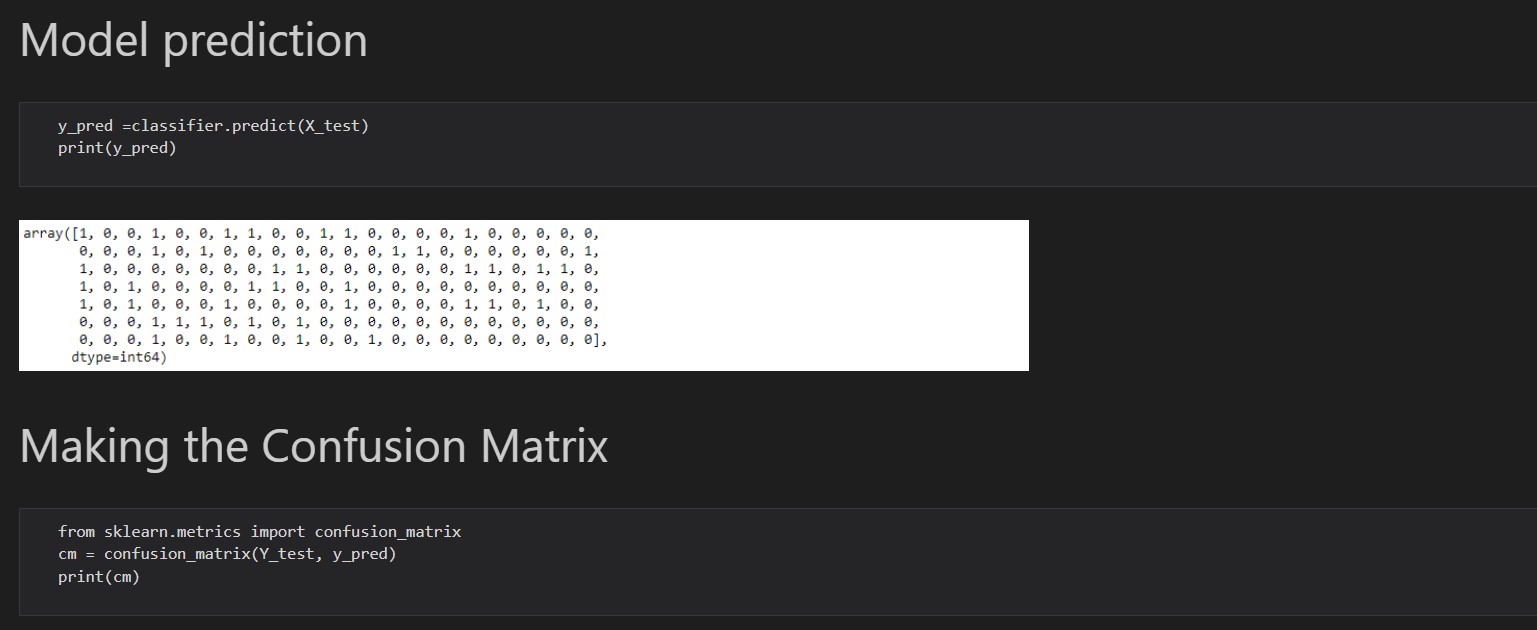 Model prediction
y_pred =classifier.predict(X_test)
print(y_pred)
array([1, 0, 0, 1, 0, 0, 1, 1, 0, 0, 1, 1, 0, 0, 0, 0, 1, 0, 0, 0, 0, 0,
0, 0, 0, 1, 0, 1, 0, 0, 0, 0, 0, 0, 0, 1, 1, 0, 0, 0, 0, 0, 0, 1,
1, 0, 0, 0, 0, 0, 0, 0, 1, 1, 0, 0, 0, 0, 0, 0, 1, 1, 0, 1, 1, 0,
1, 0, 1, 0, 0, 0, 0, 1, 1, 0, 0, 1, 0, 0, 0, 0, 0, 0, 0, 0, 0, 0,
1, 0, 1, 0, 0, 0, 1, 0, 0, 0, 0, 1, 0, 0, 0, 0, 1, 1, 0, 1, 0, 0,
0, 0, 0, 1, 1, 1, 0, 1, 0, 1, 0, 0, 0, 0, 0, 0, 0, 0, 0, 0, 0, 0,
0, 0, 0, 1, 0, 0, 1, 0, 0, 1, 0, 0, 1, 0, 0, 0, 0, 0, 0, 0, 0, 0],
dtype=int64)
Making the Confusion Matrix
from sklearn.metrics import confusion_matrix
cm = confusion_matrix(Y_test, y_pred)
print(cm)